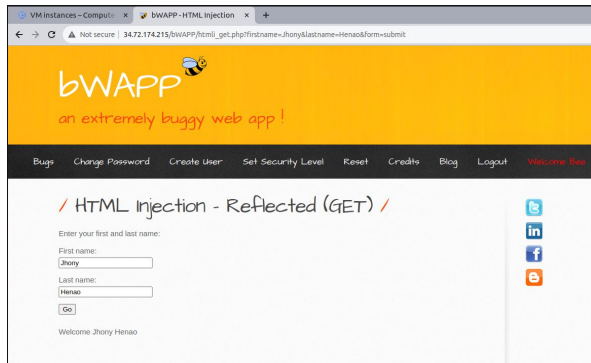 VM instances – Compute
bWAPP - HTML Injection
Not secure | 34.72.174.215/bWAPP/htmli_get.php?firstname=Jhony&lastname=Henao&form=submit
bWAPP
an extremely buggy web app !
Bugs Change Password Create User Set Security Level Reset Credits Blog Logout Welcome Bee
/ HTML Injection - Reflected (GET) /
Enter your first and last name:
First name:
Jhony
Last name:
Henao
Go
Welcome Jhony Henao